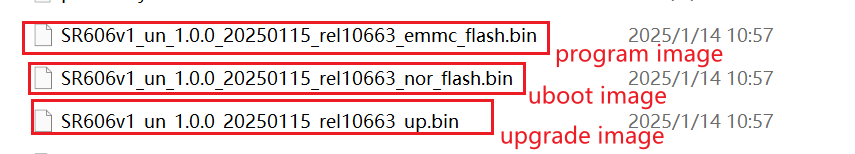 SR606v1_un_1.0.0_20250115_rel10663_emmc_flash.bin 2025/1/14 10:57
program image
SR606v1_un_1.0.0_20250115_rel10663_nor_flash.bin 2025/1/14 10:57
uboot image
SR606v1_un_1.0.0_20250115_rel10663_up.bin 2025/1/14 10:57
upgrade image